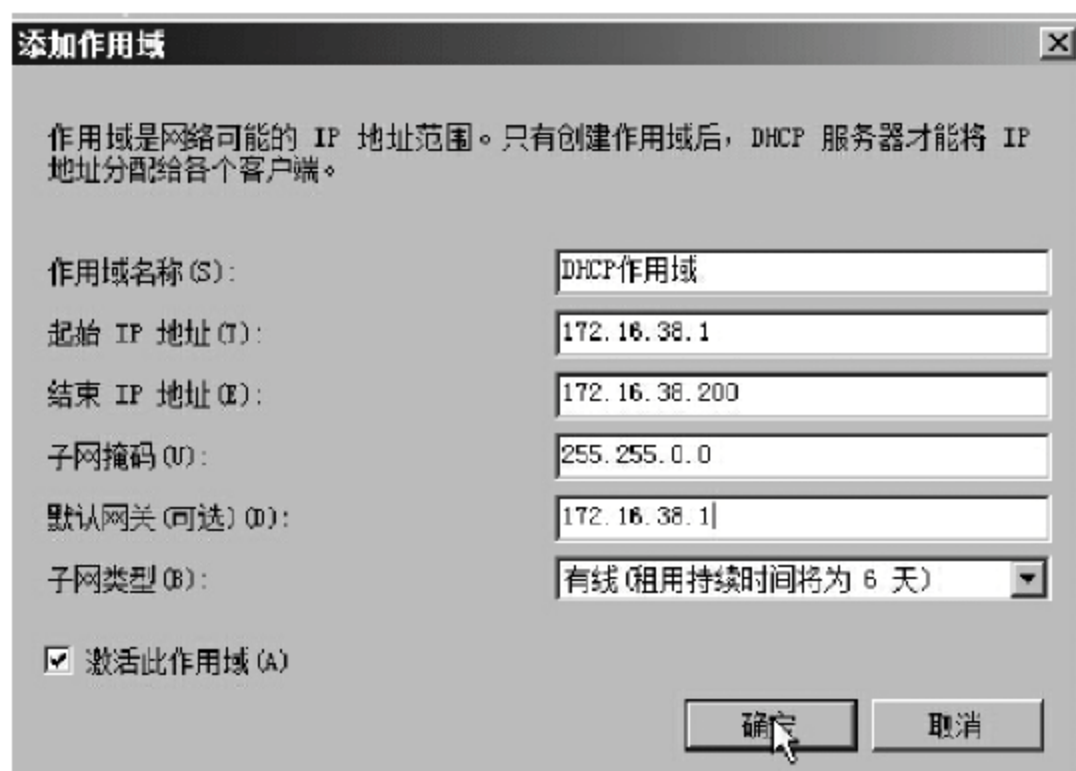 添加作用域
作用域是网络可能的 IP 地址范围。只有创建作用域后，DHCP 服务器才能将 IP
地址分配给各个客户端。
作用域名称(S): DHCP作用域
起始 IP 地址(T): 172.16.38.1
结束 IP 地址(E): 172.16.38.200
子网掩码(U): 255.255.0.0
默认网关(可选)(D): 172.16.38.1
子网类型(B): 有线(租用持续时间将为 6 天)
激活此作用域(A)
确定 取消